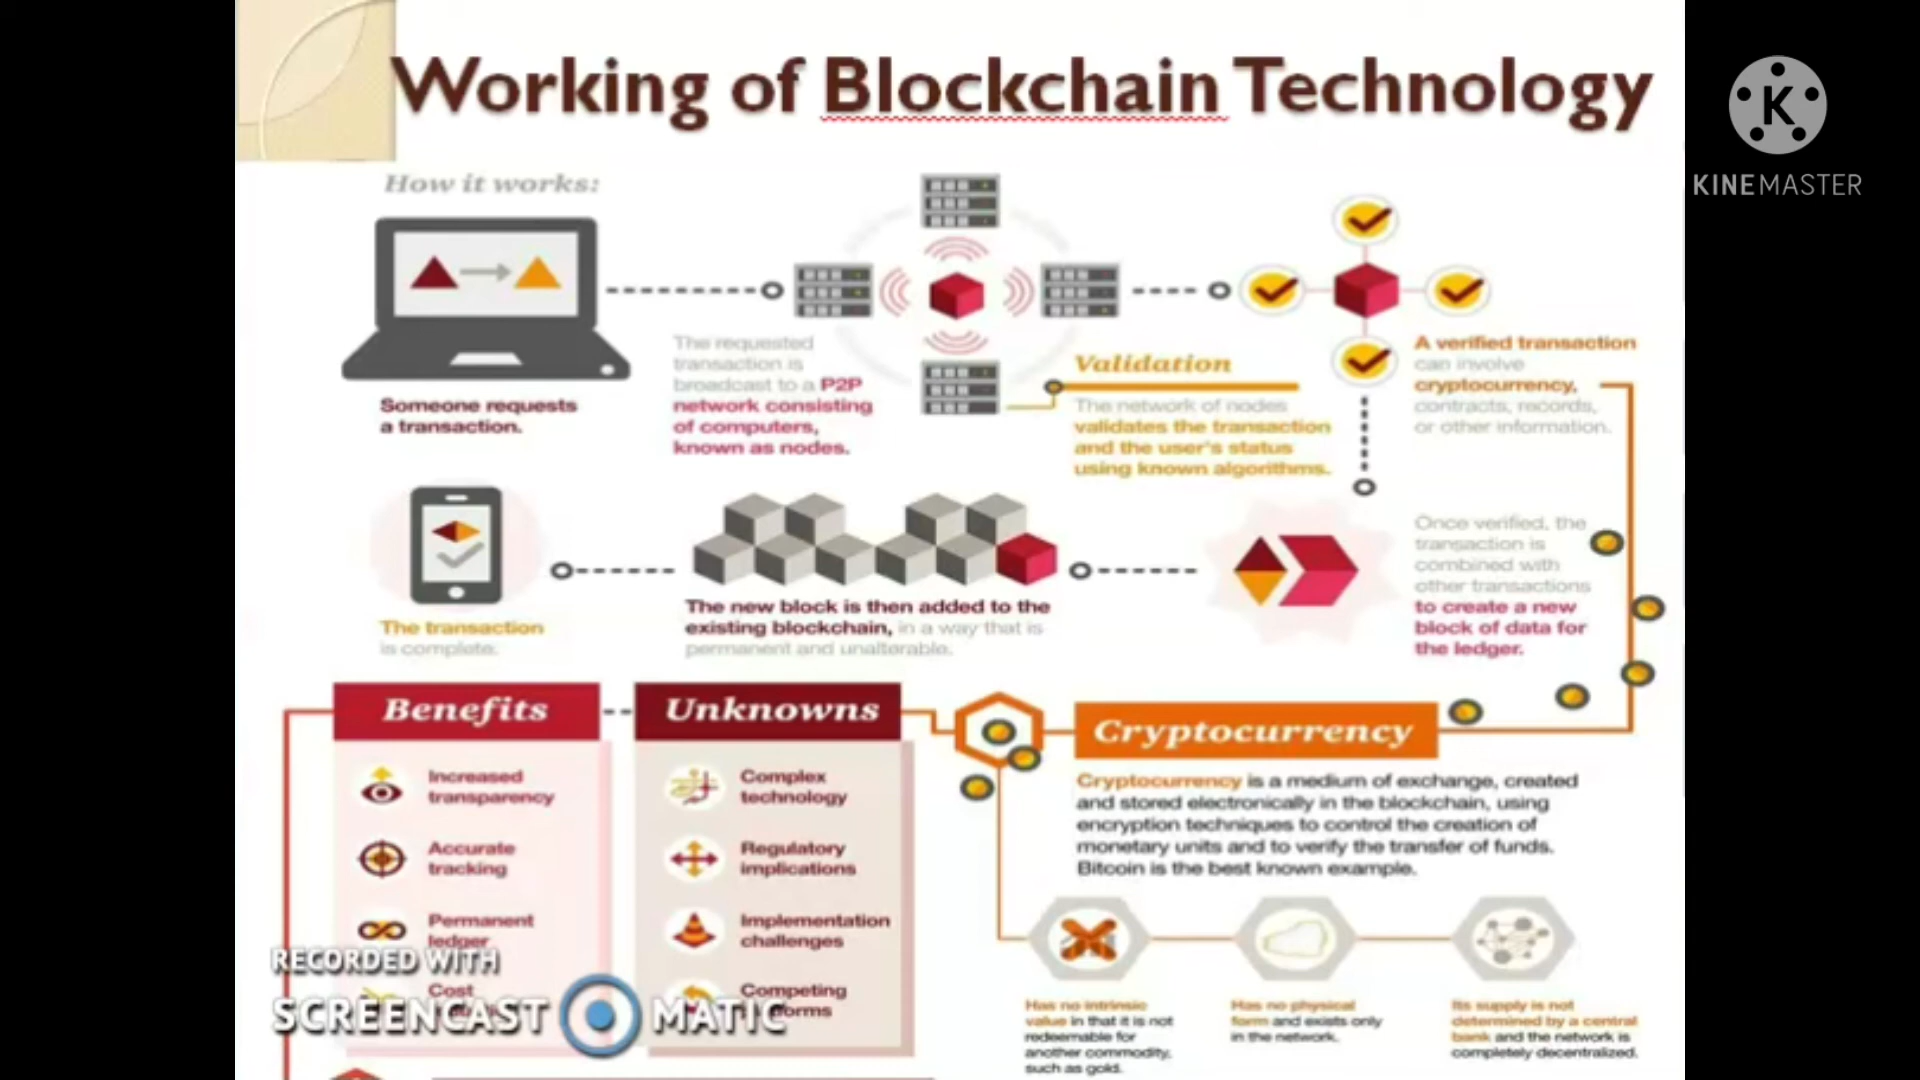 Working of Blockchain Technology
KINEMASTER
How it works:
Someone requests
a transaction.
The requested
transaction is
broadcast to a P2P
network consisting
of computers,
known as nodes.
Validation
The network of nodes
validates the transaction
and the user's status
using known algorithms.
A verified transaction
can involve
cryptocurrency,
contracts, records,
or other information.
Once verified, the
transaction is
combined with
other transactions
to create a new
block of data for
the ledger.
The new block is then added to the
existing blockchain, in a way that is
permanent and unalterable.
The transaction
is complete.
Benefits
Increased
transparency
Accurate
tracking
Permanent
ledger
Cost
Unknowns
Complex
technology
Regulatory
implications
Implementation
challenges
Competing
Cryptocurrency
Cryptocurrency is a medium of exchange, created
and stored electronically in the blockchain, using
encryption techniques to control the creation of
monetary units and to verify the transfer of funds.
Bitcoin is the best known example.
Has no intrinsic
value in that it is not
redeemable for
another commodity,
such as gold.
Has no physical
form and exists only
in the network.
Its supply is not
determined by a central
bank and the network is
completely decentralized.
RECORDED WITH
SCREENCAST MATIC